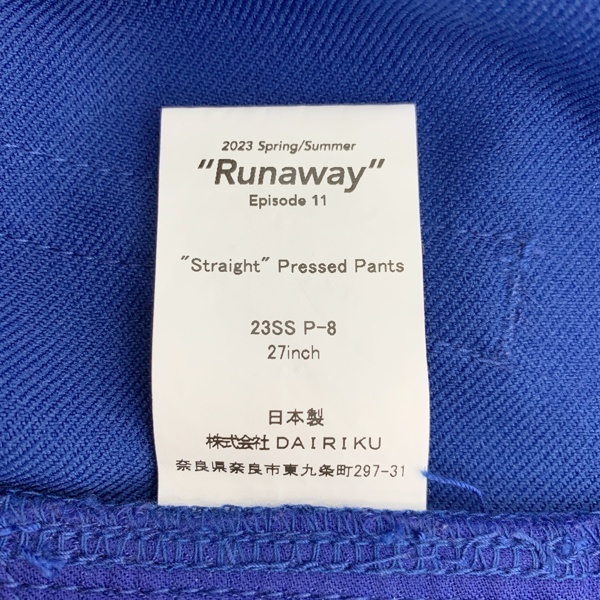 2023 Spring/Summer
"Runaway"
Episode 11
"Straight" Pressed Pants
23SS P-8
27inch
日本製
株式会社 DAIRIKU
奈良県奈良市東九条町297-31